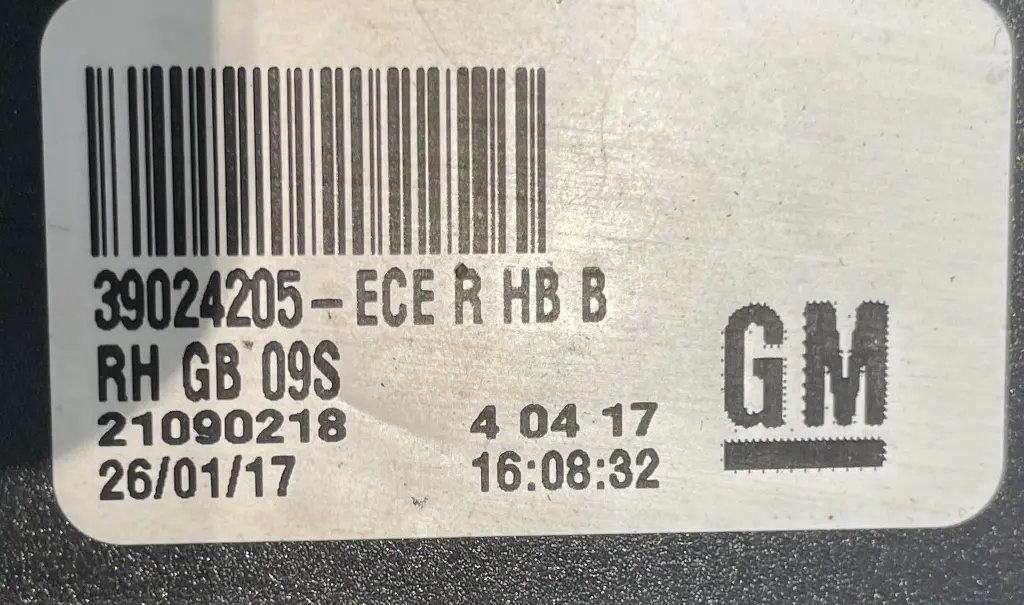 39024205-ECE R HB B
RH GB 09S
21090218 4 04 17
26/01/17 16:08:32
GM